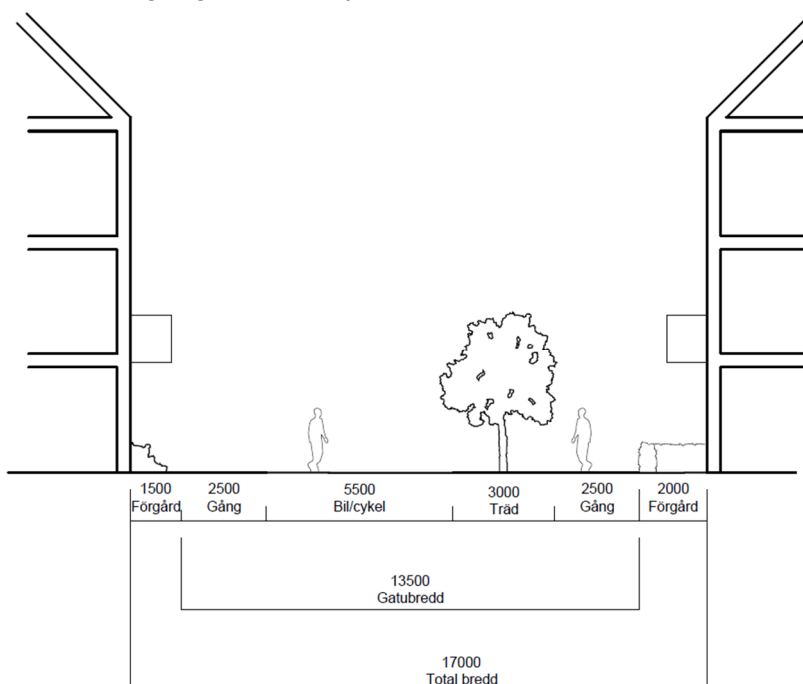 1500 2500 5500 3000 2500 2000
Förgård Gång Bil/cykel Träd Gång Förgård
13500
Gatubredd
17000
Total bredd